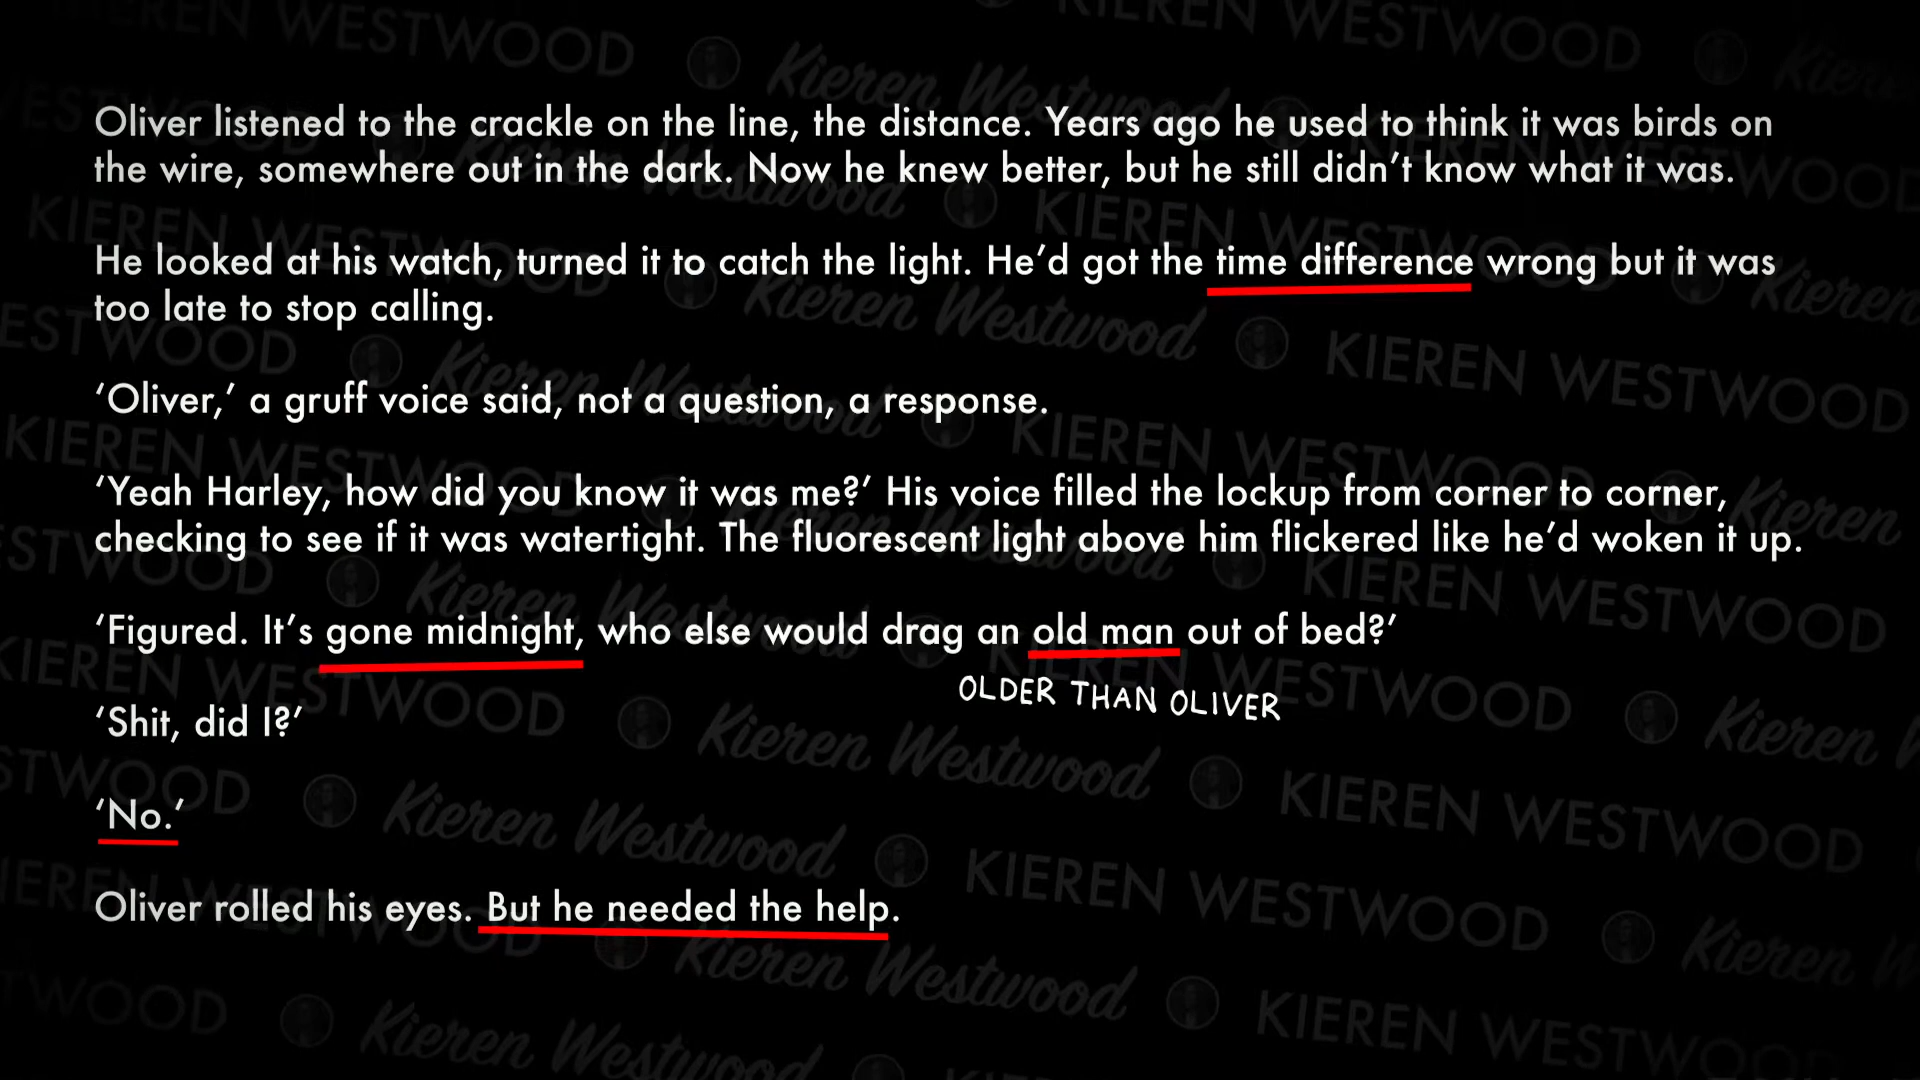 Oliver listened to the crackle on the line, the distance. Years ago he used to think it was birds on
the wire, somewhere out in the dark. Now he knew better, but he still didn’t know what it was.
He looked at his watch, turned it to catch the light. He’d got the time difference wrong but it was
too late to stop calling.
‘Oliver,’ a gruff voice said, not a question, a response.
‘Yeah Harley, how did you know it was me?’ His voice filled the lockup from corner to corner,
checking to see if it was watertight. The fluorescent light above him flickered like he’d woken it up.
‘Figured. It’s gone midnight, who else would drag an old man out of bed?’
OLDER THAN OLIVER
‘Shit, did I?’
‘No.’
Oliver rolled his eyes. But he needed the help.
KIEREN WESTWOOD
Kieren Westwood